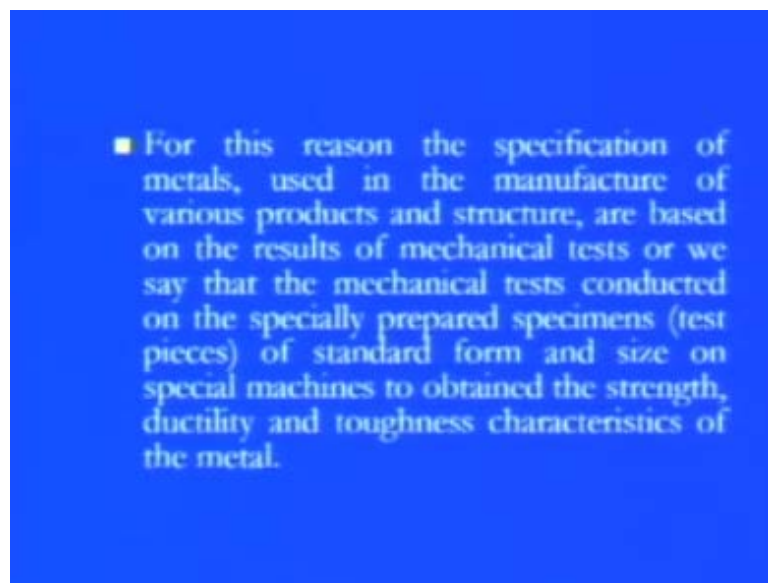 For this reason the specification of
metals, used in the manufacture of
various products and structure, are based
on the results of mechanical tests or we
say that the mechanical tests conducted
on the specially prepared specimens (test
pieces) of standard form and size on
special machines to obtained the strength,
ductility and toughness characteristics of
the metal.